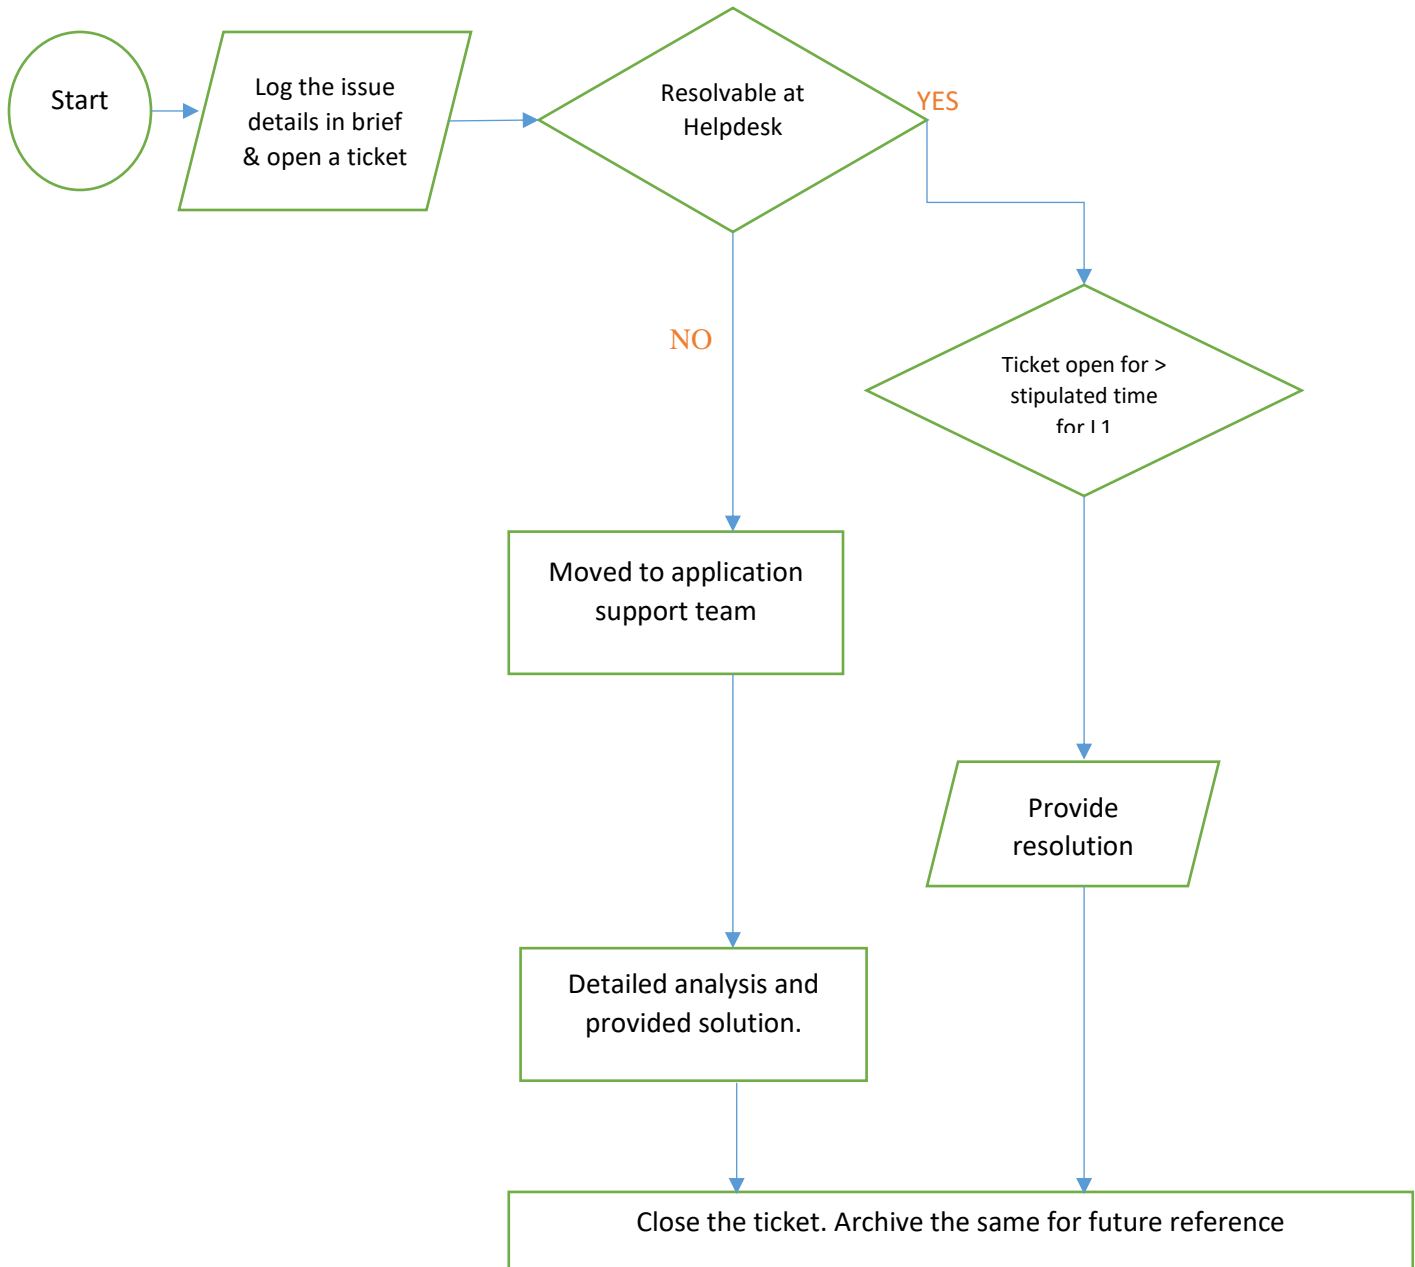 Start
Log the issue
details in brief
& open a ticket
Resolvable at
Helpdesk
YES
NO
Ticket open for >
stipulated time
for L1
Moved to application
support team
Provide
resolution
Detailed analysis and
provided solution.
Close the ticket. Archive the same for future reference